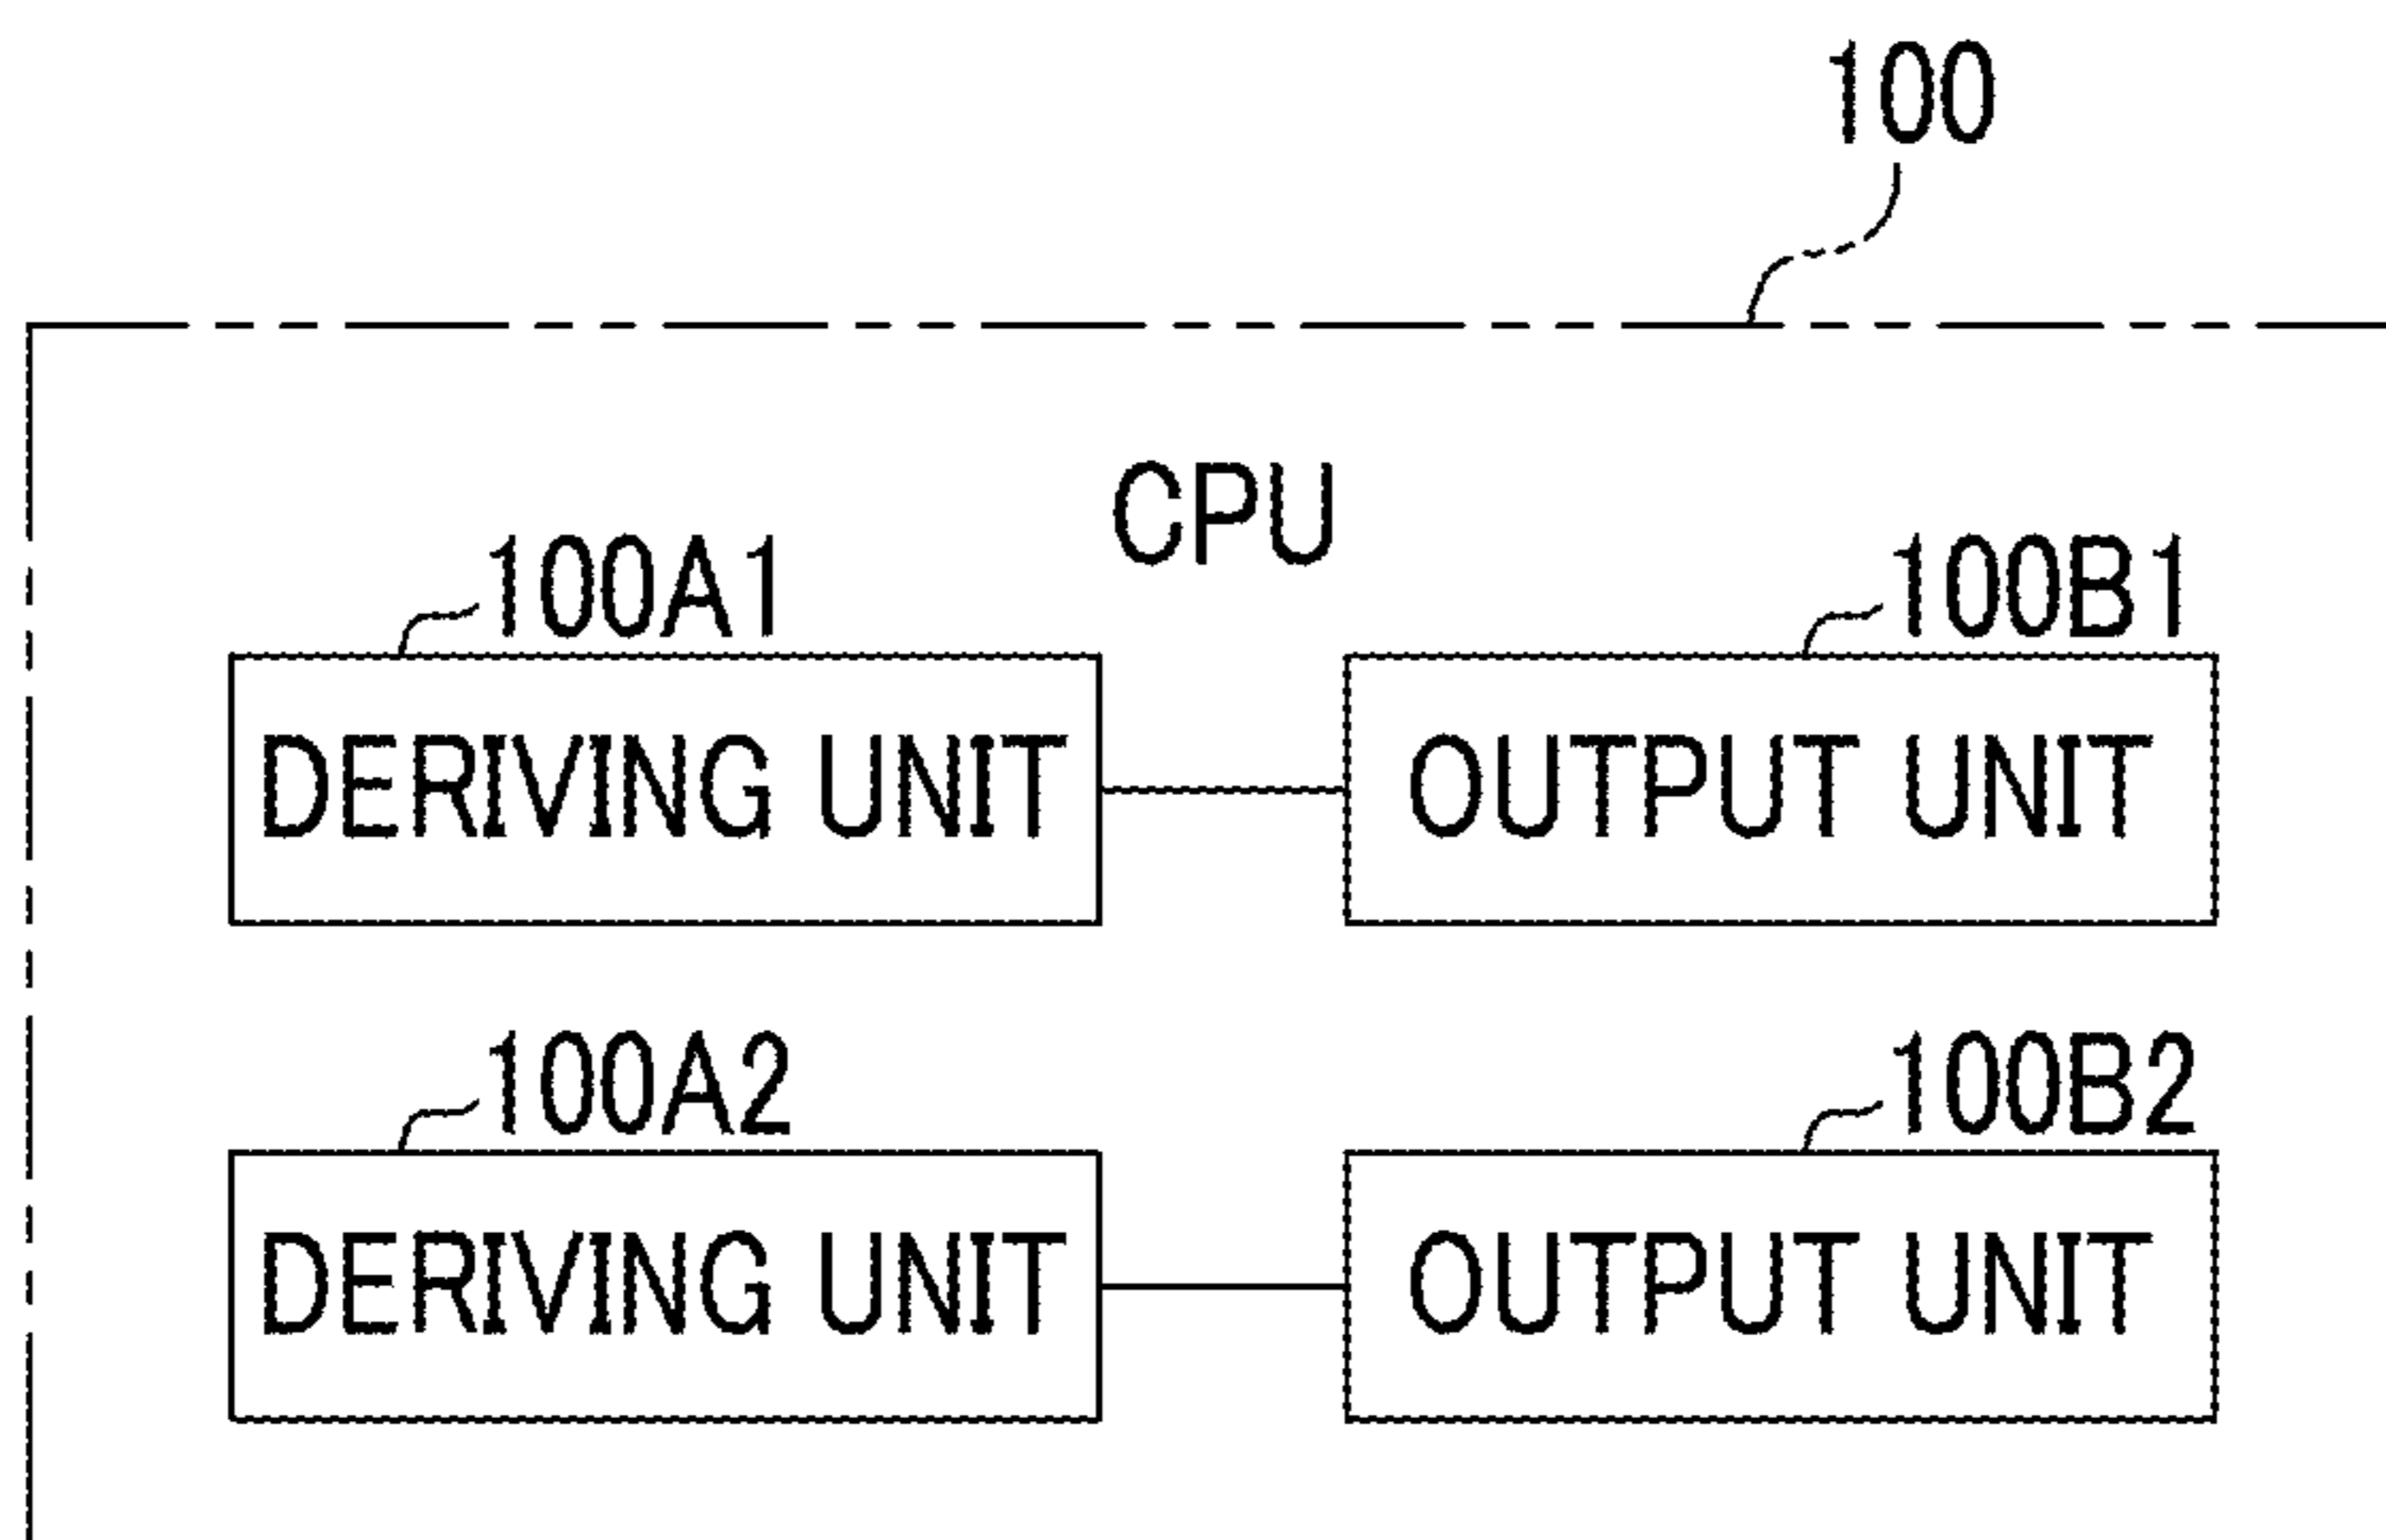 100
CPU
100A1
100B1
DERIVING UNIT
OUTPUT UNIT
100A2
100B2
DERIVING UNIT
OUTPUT UNIT